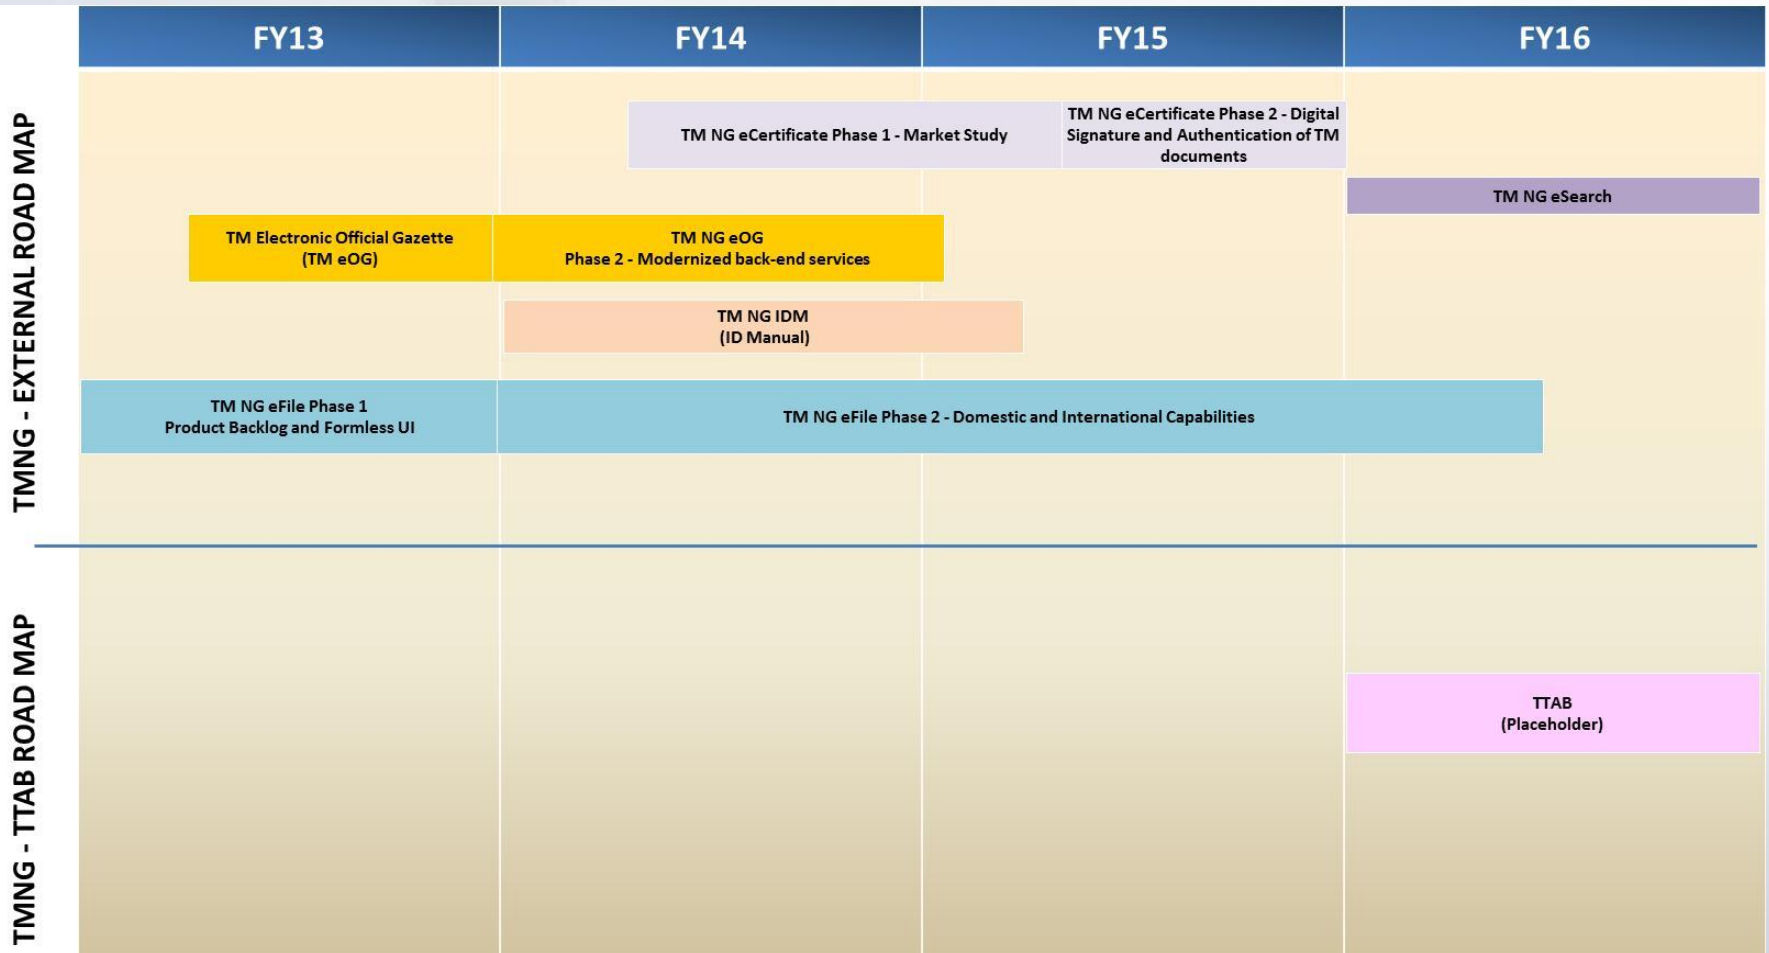 FY13
FY14
FY15
FY16
TMNG - EXTERNAL ROAD MAP
TM NG eCertificate Phase 1 - Market Study
TM NG eCertificate Phase 2 - Digital
Signature and Authentication of TM
documents
TM NG eSearch
TM Electronic Official Gazette
(TM eOG)
TM NG eOG
Phase 2 - Modernized back-end services
TM NG IDM
(ID Manual)
TM NG eFile Phase 1
Product Backlog and Formless UI
TM NG eFile Phase 2 - Domestic and International Capabilities
TMNG - TTAB ROAD MAP
TTAB
(Placeholder)